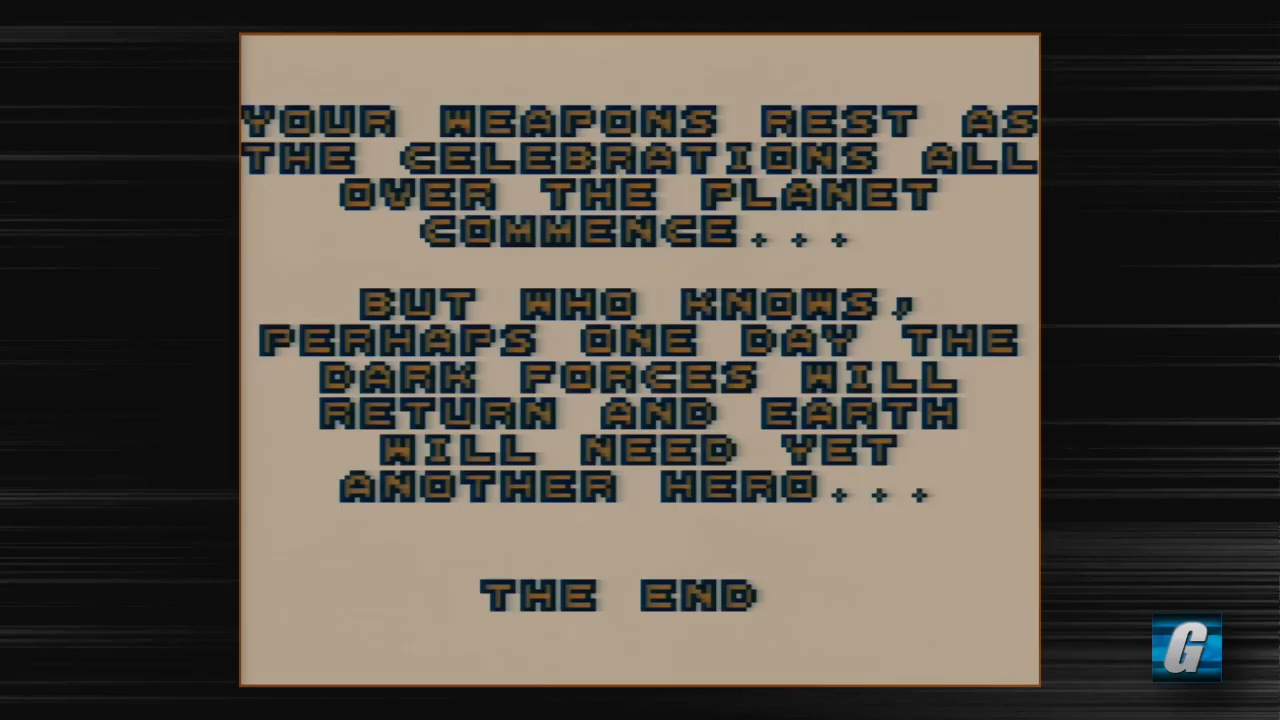 YOUR WEAPONS REST AS
THE CELEBRATIONS ALL
OVER THE PLANET
COMMENCE...
BUT WHO KNOWS,
PERHAPS ONE DAY THE
DARK FORCES WILL
RETURN AND EARTH
WILL NEED YET
ANOTHER HERO...
THE END
G